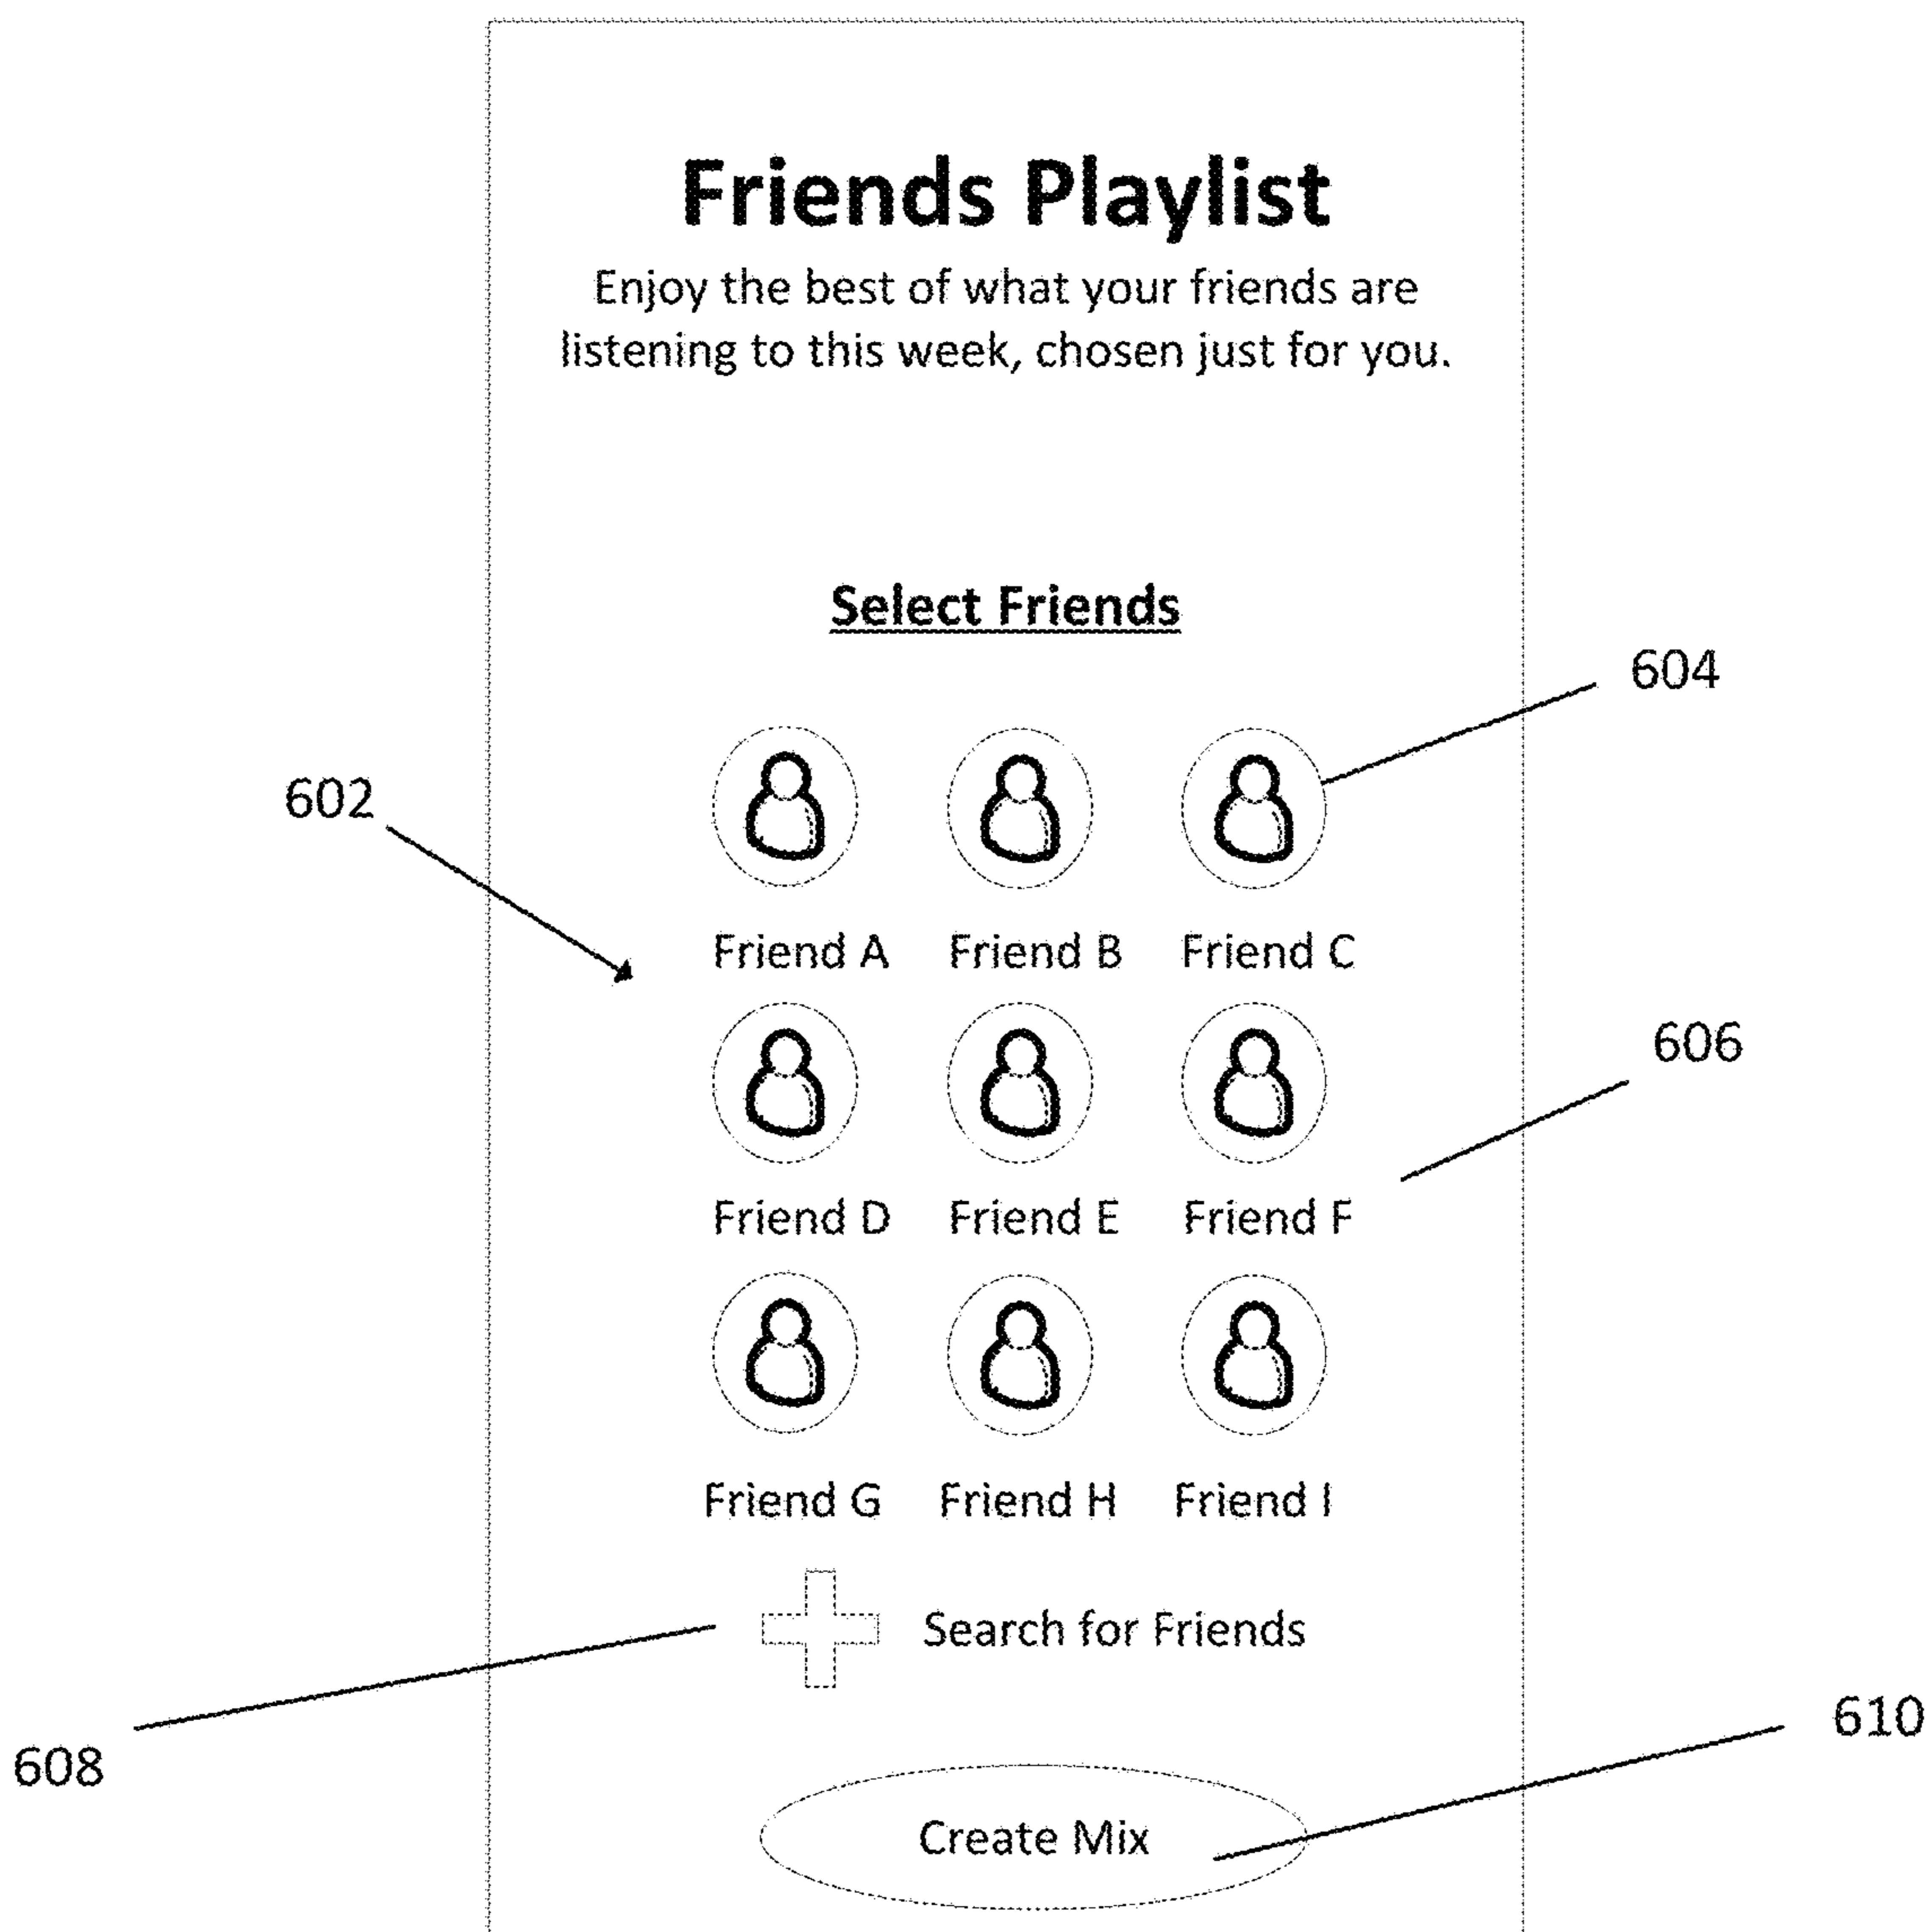 Friends Playlist
Enjoy the best of what your friends are
listening to this week, chosen just for you.
Select Friends
604
602
Friend A Friend B Friend C
606
Friend D Friend E Friend F
Friend G Friend H Friend I
Search for Friends
608
610
Create Mix